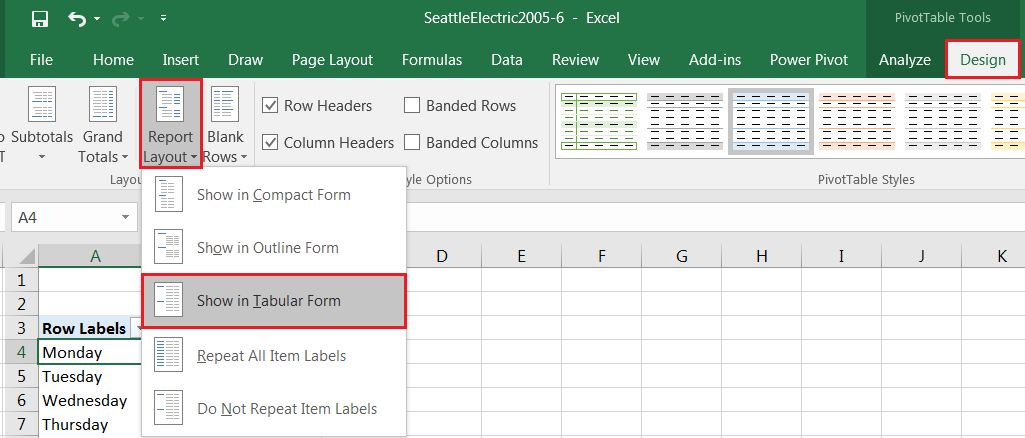 SeattleElectric2005-6 - Excel
PivotTable Tools
File Home Insert Draw Page Layout Formulas Data Review View Add-ins Power Pivot Analyze Design
Subtotals
Grand Totals
Report Layout
Blank Rows
Row Headers
Banded Rows
Column Headers
Banded Columns
Style Options
PivotTable Styles
Show in Compact Form
Show in Outline Form
Show in Tabular Form
Repeat All Item Labels
Do Not Repeat Item Labels
A4
A D E F G H I J K
1
2
3 Row Labels
4 Monday
5 Tuesday
6 Wednesday
7 Thursday